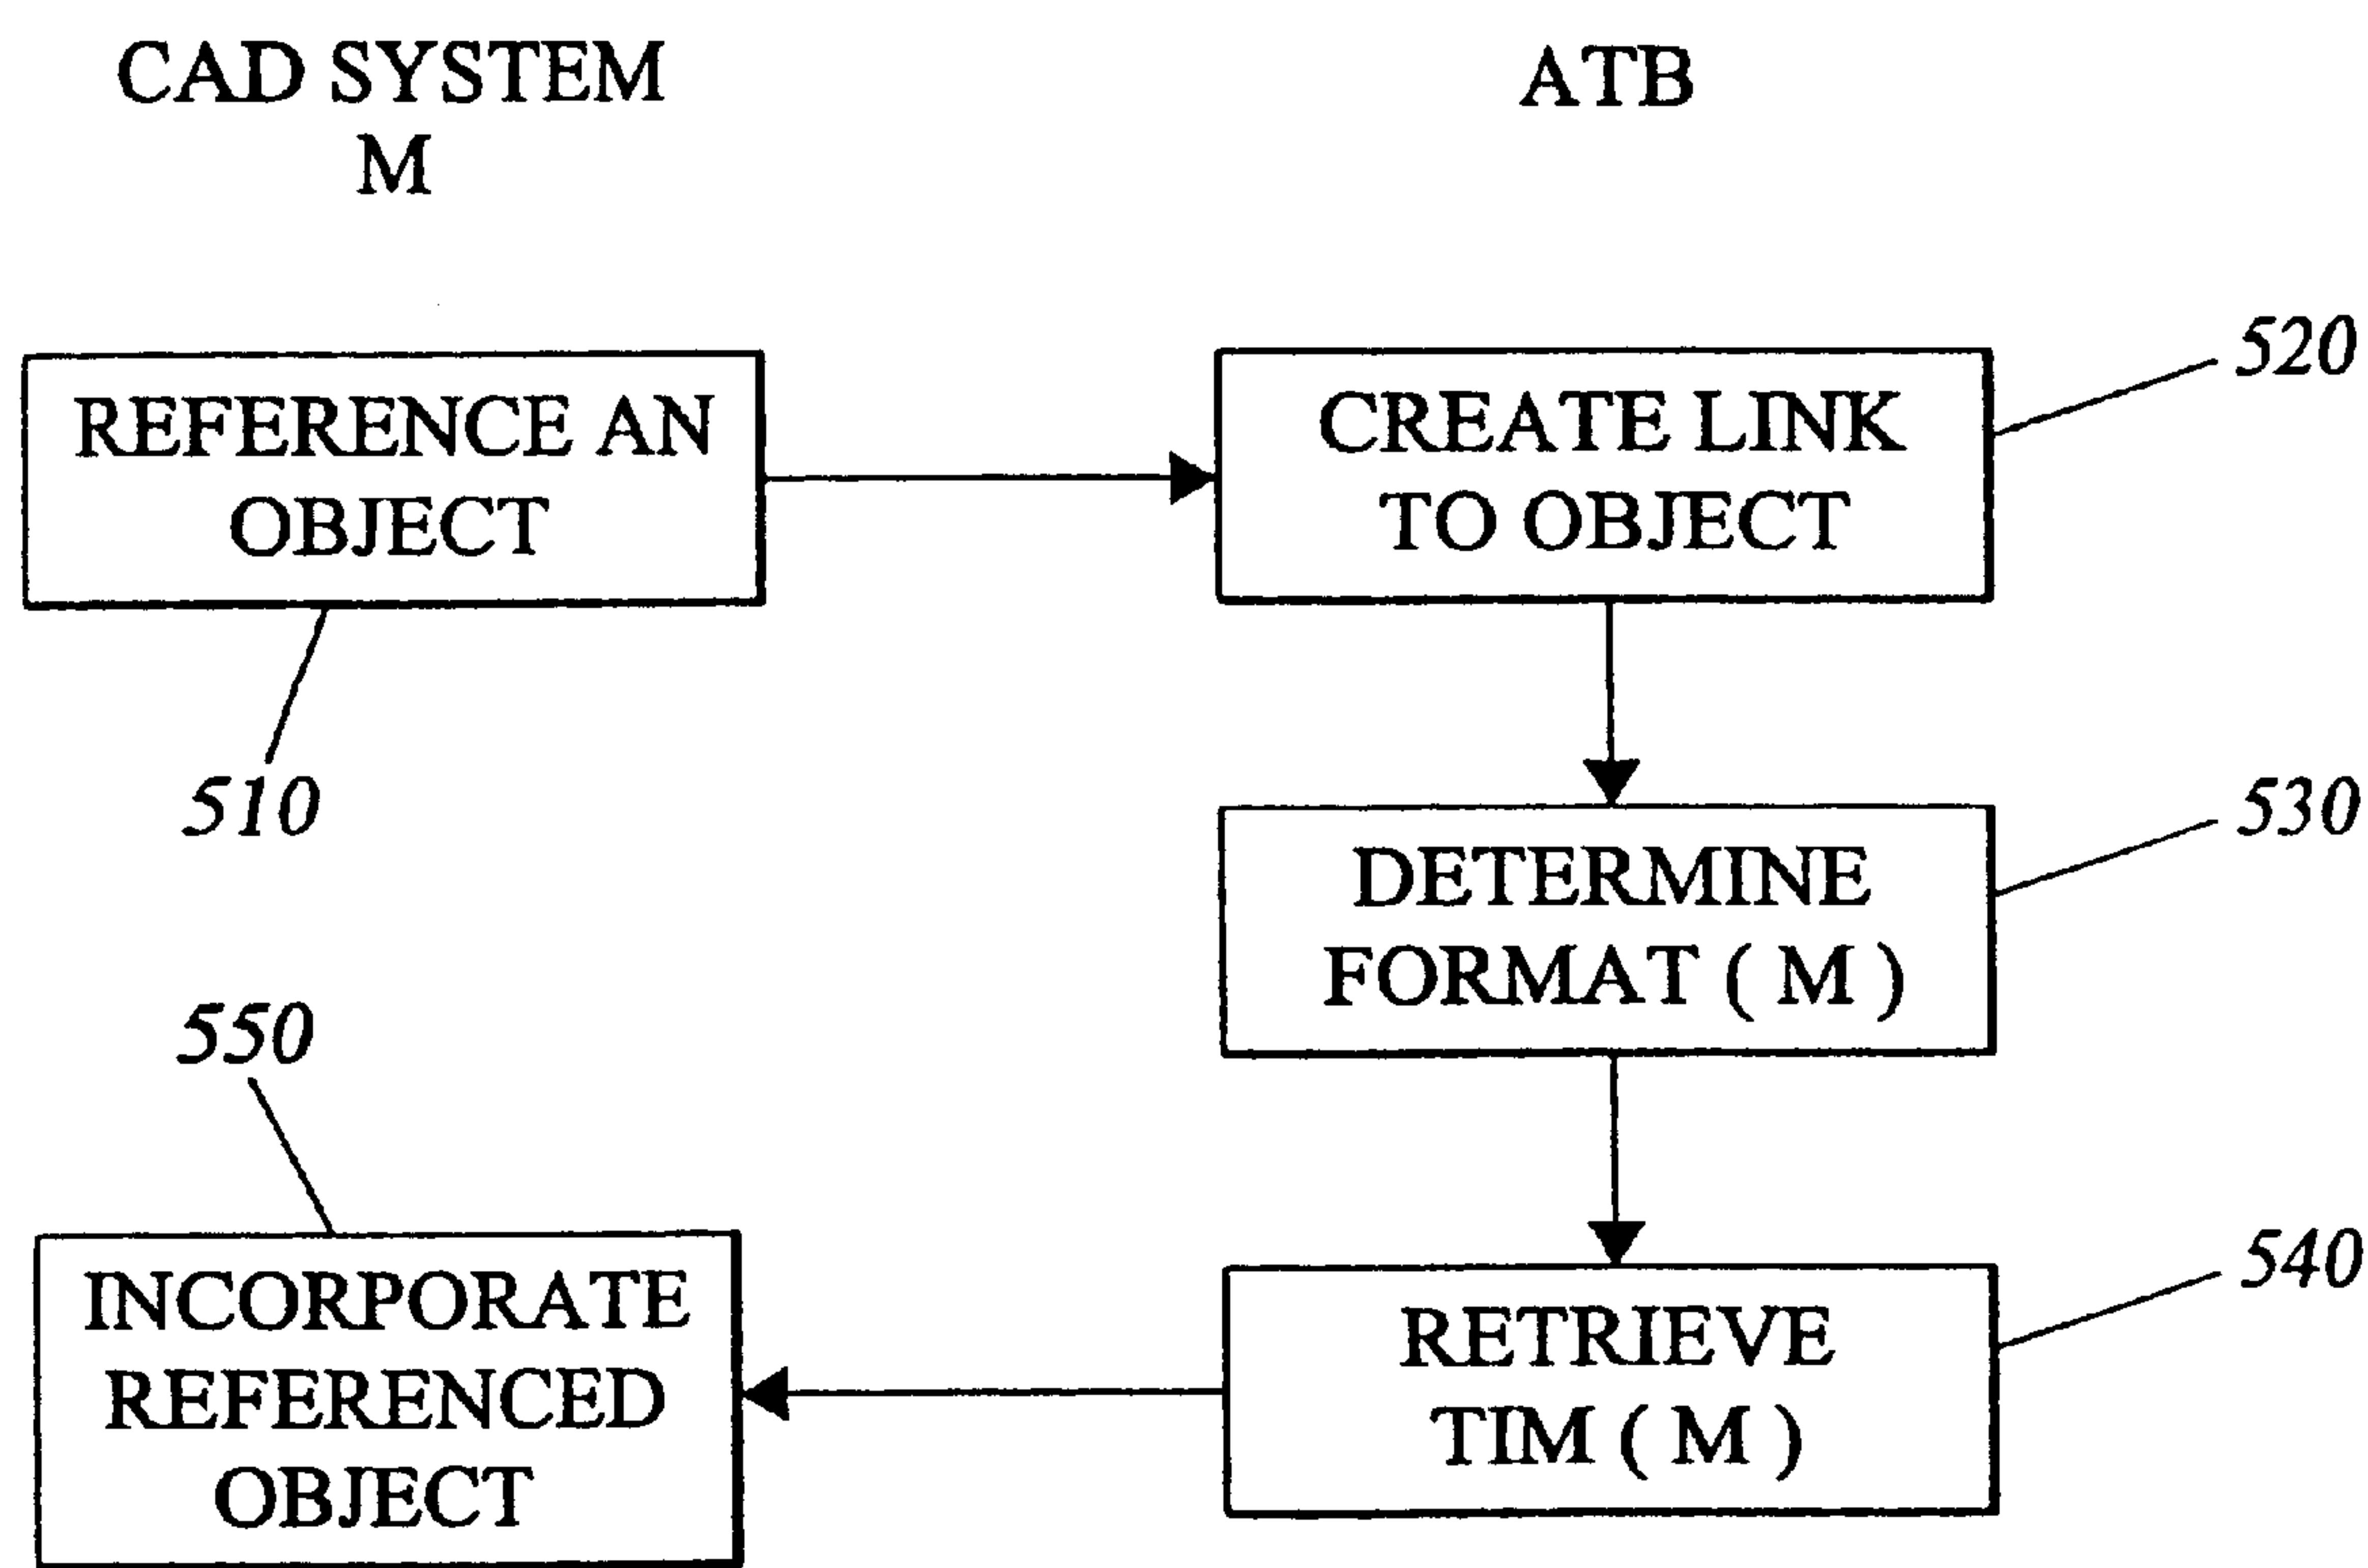 CAD SYSTEM
M
ATB
REFERENCE AN
OBJECT
510
CREATE LINK
TO OBJECT
520
DETERMINE
FORMAT ( M )
530
RETRIEVE
TIM ( M )
540
550
INCORPORATE
REFERENCED
OBJECT